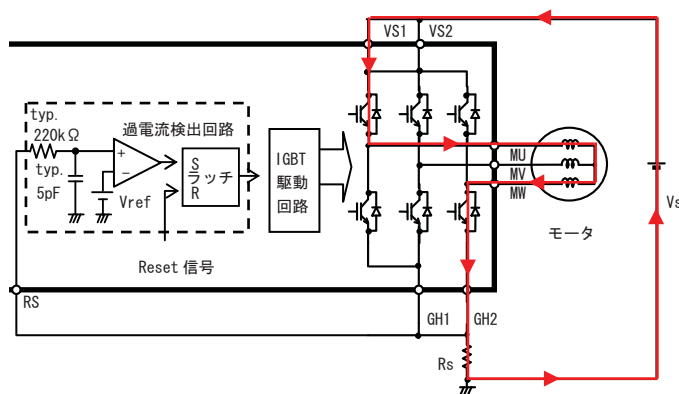 VS1
VS2
typ.
220kΩ
過電流検出回路
typ.
5pF
+
−
Vref
S
ラッチ
R
IGBT
駆動
回路
Reset 信号
MU
MV
MW
モータ
Vs
RS
GH1
GH2
Rs